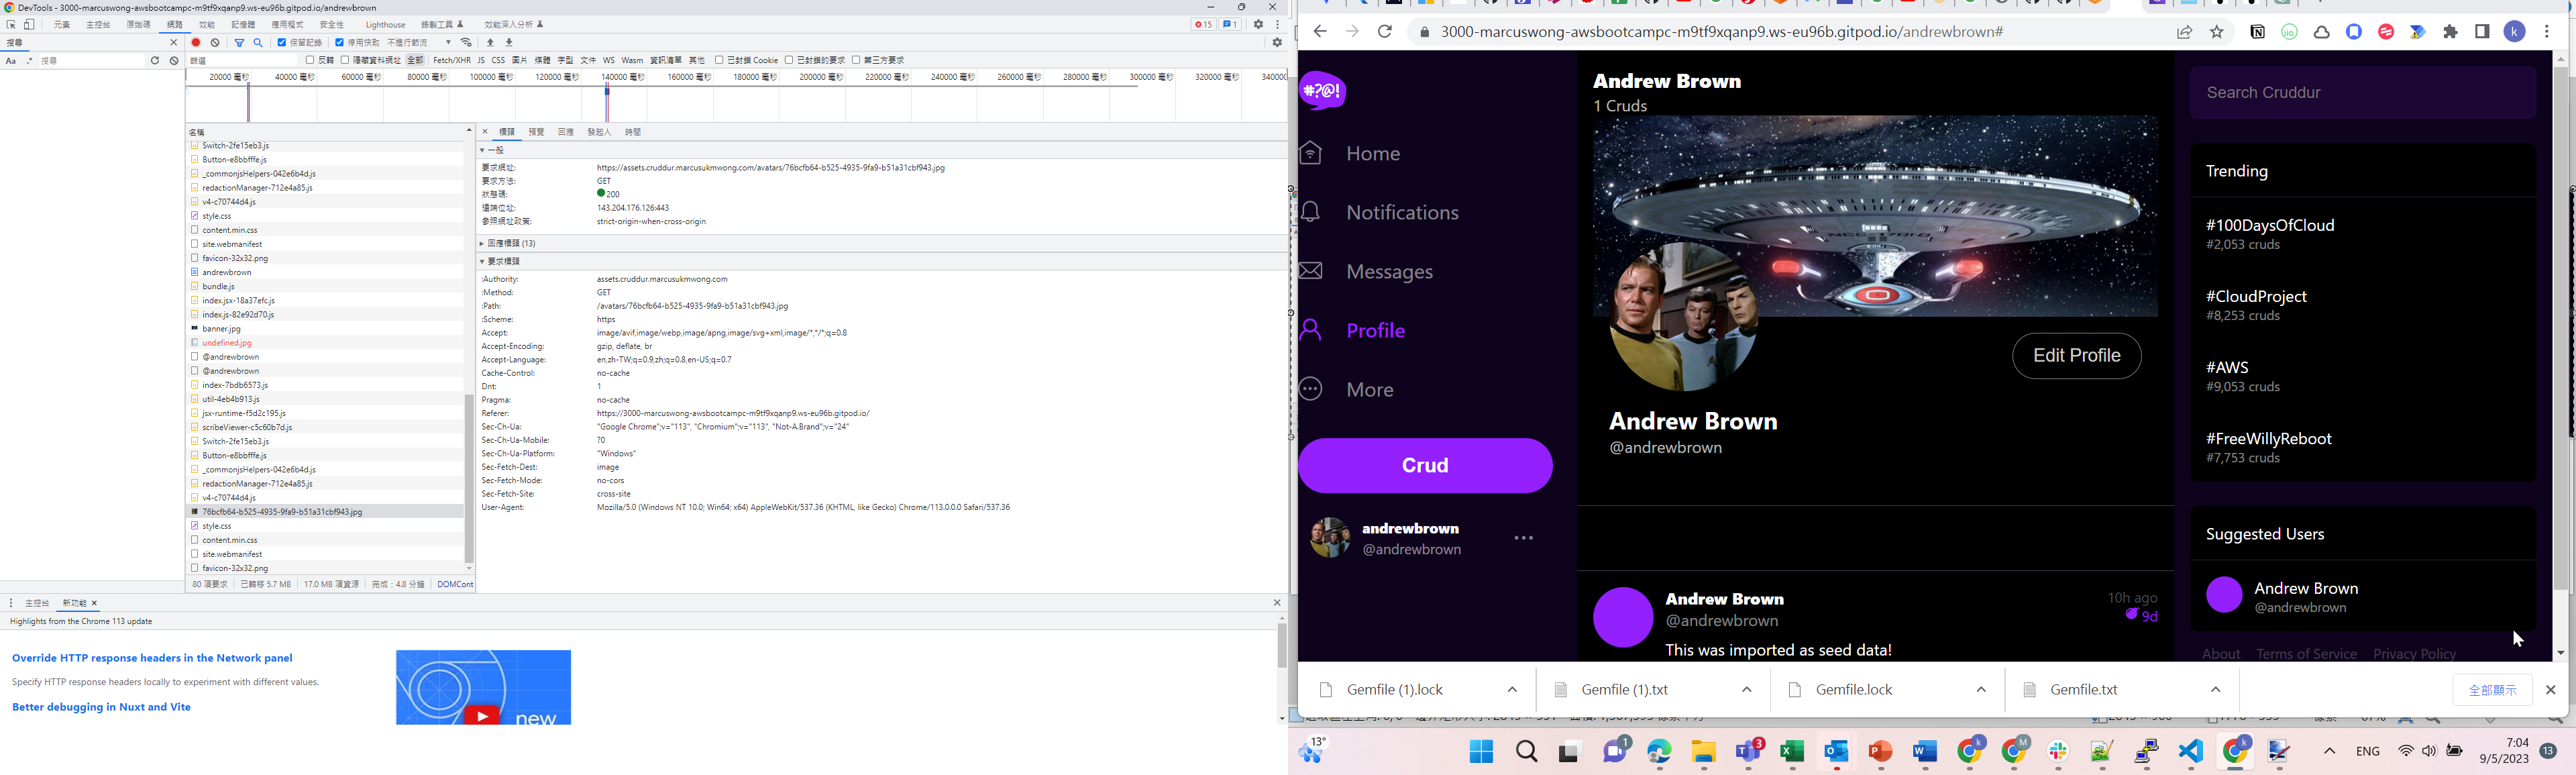 DevTools - 3000-marcuswong-awsbootcampc-m9tf9xqanp9.ws-eu96b.gitpod.io/andrewbrown
元素 主控台 原始碼 網路 效能 記憶體 應用程式 安全性 Lighthouse 錄製工具 效能深入分析 15 1
搜尋
保留記錄 停用快取 不進行節流
Aa .* 搜尋
篩選 反轉 隱藏資料網址 全部 Fetch/XHR JS CSS 圖片 媒體 字型 文件 WS Wasm 資訊清單 其他 已封鎖 Cookie 已封鎖的要求 第三方要求
20000 毫秒 40000 毫秒 60000 毫秒 80000 毫秒 100000 毫秒 120000 毫秒 140000 毫秒 160000 毫秒 180000 毫秒 200000 毫秒 220000 毫秒 240000 毫秒 260000 毫秒 280000 毫秒 300000 毫秒 320000 毫秒
名稱
Switch-2fe15eb3.js
Button-e8bbfffe.js
_commonjsHelpers-042e6b4d.js
redactionManager-712e4a85.js
v4-c70744d4.js
style.css
content.min.css
site.webmanifest
favicon-32x32.png
andrewbrown
bundle.js
index.jsx-18a37efc.js
index.js-82e92d70.js
banner.jpg
undefined.jpg
@andrewbrown
@andrewbrown
index-7bdb6573.js
util-4eb4b913.js
jsx-runtime-f5d2c195.js
scribeViewer-c5c60b7d.js
Switch-2fe15eb3.js
Button-e8bbfffe.js
_commonjsHelpers-042e6b4d.js
redactionManager-712e4a85.js
v4-c70744d4.js
76bcfb64-b525-4935-9fa9-b51a31cbf943.jpg
style.css
content.min.css
site.webmanifest
favicon-32x32.png
80 項要求 已轉移 5.7 MB 17.0 MB 項資源 完成：4.8 分鐘 DOMCont
標頭 預覽 回應 發起人 時間
一般
要求網址: https://assets.cruddur.marcusukmwong.com/avatars/76bcfb64-b525-4935-9fa9-b51a31cbf943.jpg
要求方法: GET
狀態碼: 200
遠端位址: 143.204.176.126:443
參照網址政策: strict-origin-when-cross-origin
回應標頭 (13)
要求標頭
:Authority: assets.cruddur.marcusukmwong.com
:Method: GET
:Path: /avatars/76bcfb64-b525-4935-9fa9-b51a31cbf943.jpg
:Scheme: https
Accept: image/avif,image/webp,image/apng,image/svg+xml,image/*,*/*;q=0.8
Accept-Encoding: gzip, deflate, br
Accept-Language: en,zh-TW;q=0.9,zh;q=0.8,en-US;q=0.7
Cache-Control: no-cache
Dnt: 1
Pragma: no-cache
Referer: https://3000-marcuswong-awsbootcampc-m9tf9xqanp9.ws-eu96b.gitpod.io/
Sec-Ch-Ua: "Google Chrome";v="113", "Chromium";v="113", "Not-A.Brand";v="24"
Sec-Ch-Ua-Mobile: ?0
Sec-Ch-Ua-Platform: "Windows"
Sec-Fetch-Dest: image
Sec-Fetch-Mode: no-cors
Sec-Fetch-Site: cross-site
User-Agent: Mozilla/5.0 (Windows NT 10.0; Win64; x64) AppleWebKit/537.36 (KHTML, like Gecko) Chrome/113.0.0.0 Safari/537.36
主控台 新功能
Highlights from the Chrome 113 update
Override HTTP response headers in the Network panel
Specify HTTP response headers locally to experiment with different values.
Better debugging in Nuxt and Vite
new
3000-marcuswong-awsbootcampc-m9tf9xqanp9.ws-eu96b.gitpod.io/andrewbrown#
#?@!
Home
Notifications
Messages
Profile
More
Crud
andrewbrown
@andrewbrown
Andrew Brown
1 Cruds
Edit Profile
Andrew Brown
@andrewbrown
Andrew Brown
@andrewbrown
10h ago
9d
This was imported as seed data!
Search Cruddur
Trending
#100DaysOfCloud
#2,053 cruds
#CloudProject
#8,253 cruds
#AWS
#9,053 cruds
#FreeWillyReboot
#7,753 cruds
Suggested Users
Andrew Brown
@andrewbrown
About Terms of Service Privacy Policy
Gemfile (1).lock Gemfile (1).txt Gemfile.lock Gemfile.txt 全部顯示
13°
ENG
7:04
9/5/2023
13